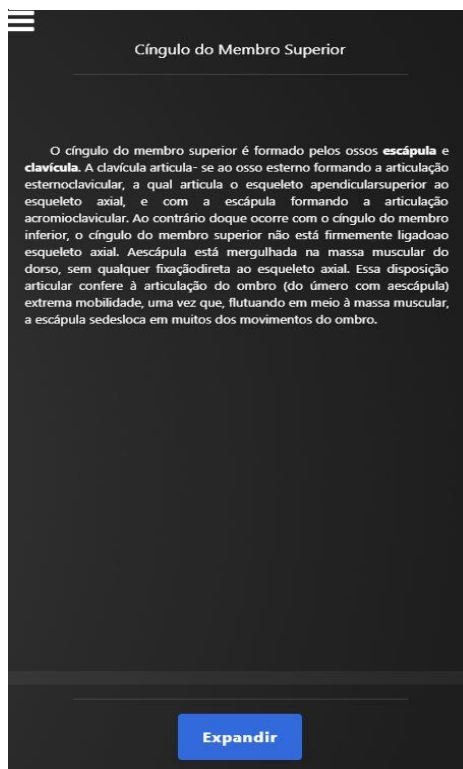 Cíngulo do Membro Superior
O cíngulo do membro superior é formado pelos ossos escápula e
clavícula. A clavícula articula- se ao osso esterno formando a articulação
esternoclavicular, a qual articula o esqueleto apendicularsuperior ao
esqueleto axial, e com a escápula formando a articulação
acromioclavicular. Ao contrário doque ocorre com o cíngulo do membro
inferior, o cíngulo do membro superior não está firmemente ligadoao
esqueleto axial. Aescápula está mergulhada na massa muscular do
dorso, sem qualquer fixaçãodireta ao esqueleto axial. Essa disposição
articular confere à articulação do ombro (do úmero com aescápula)
extrema mobilidade, uma vez que, flutuando em meio à massa muscular,
a escápula sedesloca em muitos dos movimentos do ombro.
Expandir